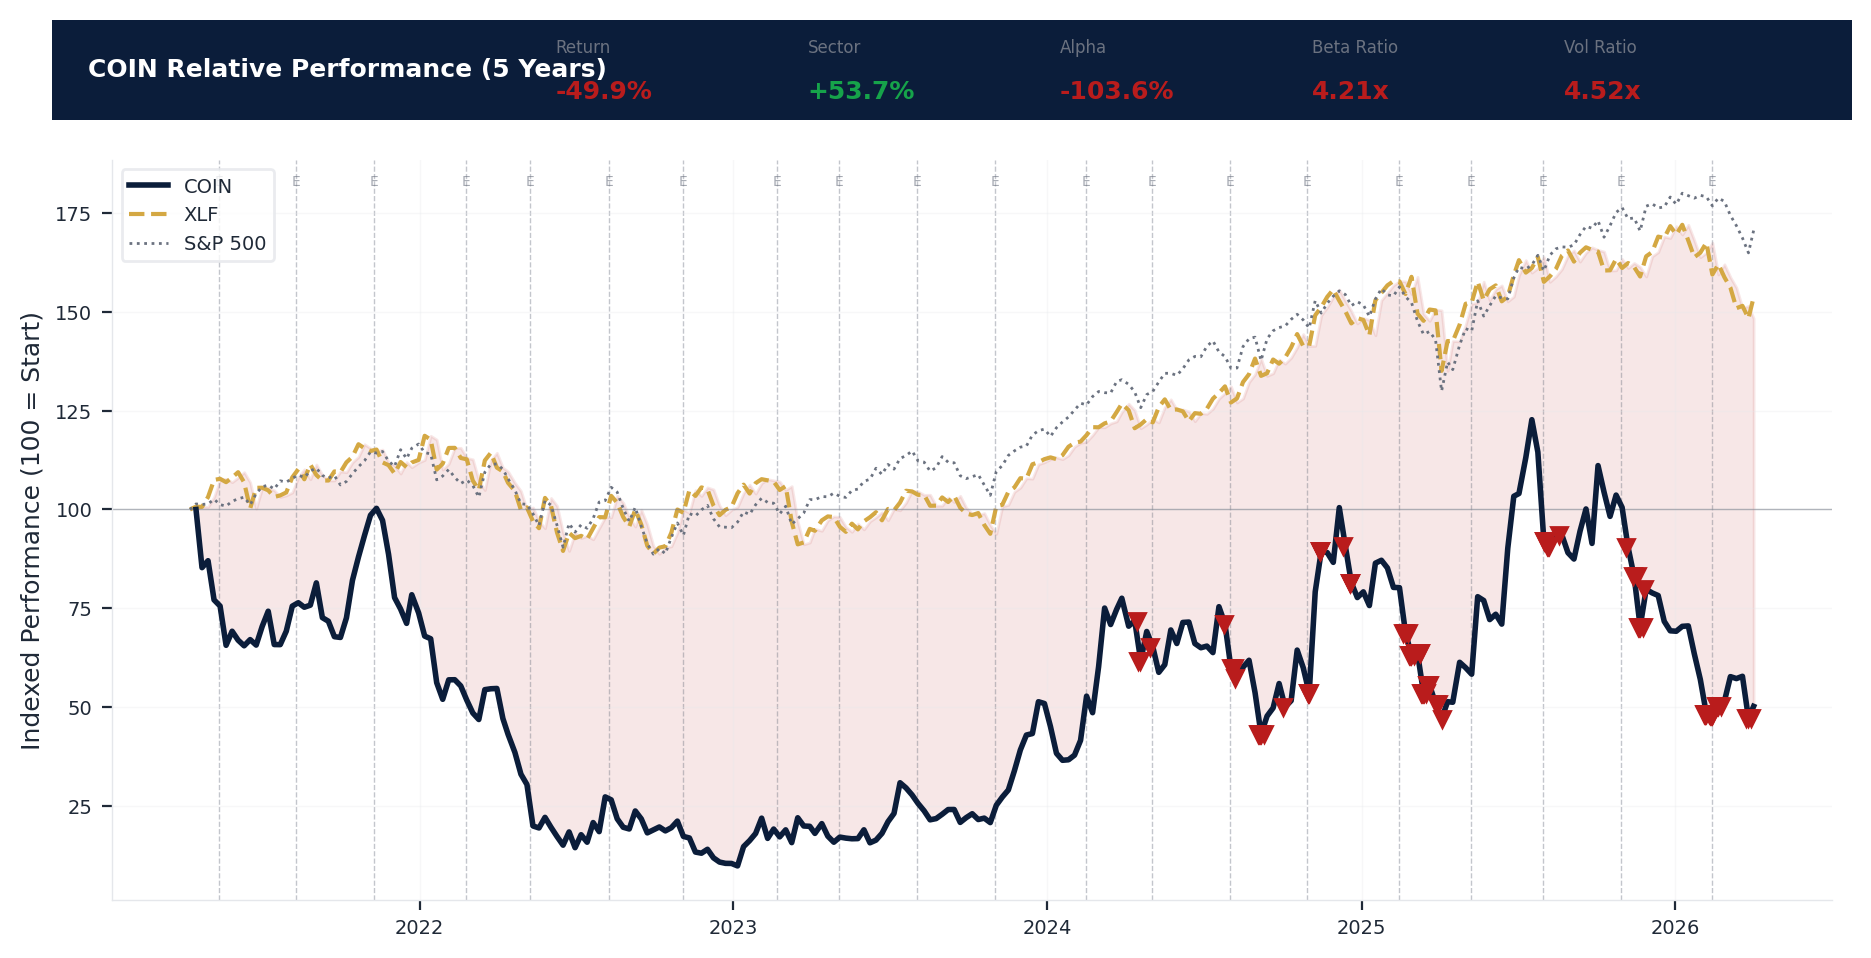 COIN Relative Performance (5 Years)
Return
-49.9%
Sector
+53.7%
Alpha
-103.6%
Beta Ratio
4.21x
Vol Ratio
4.52x
COIN
XLF
S&P 500
E E E E E E E E E E E E E E E E E E E
Indexed Performance (100 = Start)
175
150
125
100
75
50
25
2022 2023 2024 2025 2026